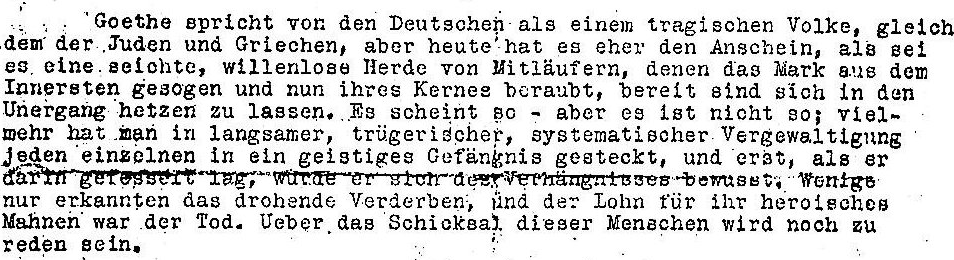 Goethe spricht von den Deutschen als einem tragischen Volke, gleich
dem der Juden und Griechen, aber heute hat es eher den Anschein, als sei
es eine seichte, willenlose Herde von Mitläufern, denen das Mark aus dem
Innersten gesogen und nun ihres Kernes beraubt, bereit sind sich in den
Unergang hetzen zu lassen. Es scheint so - aber es ist nicht so; viel-
mehr hat man in langsamer, trügerischer, systematischer Vergewaltigung
jeden einzelnen in ein geistiges Gefängnis gesteckt, und erst, als er
darin gefesselt lag, wurde er sich des Verhängnisses bewusst. Wenige
nur erkannten das drohende Verderben, und der Lohn für ihr heroisches
Mahnen war der Tod. Ueber das Schicksal dieser Menschen wird noch zu
reden sein.